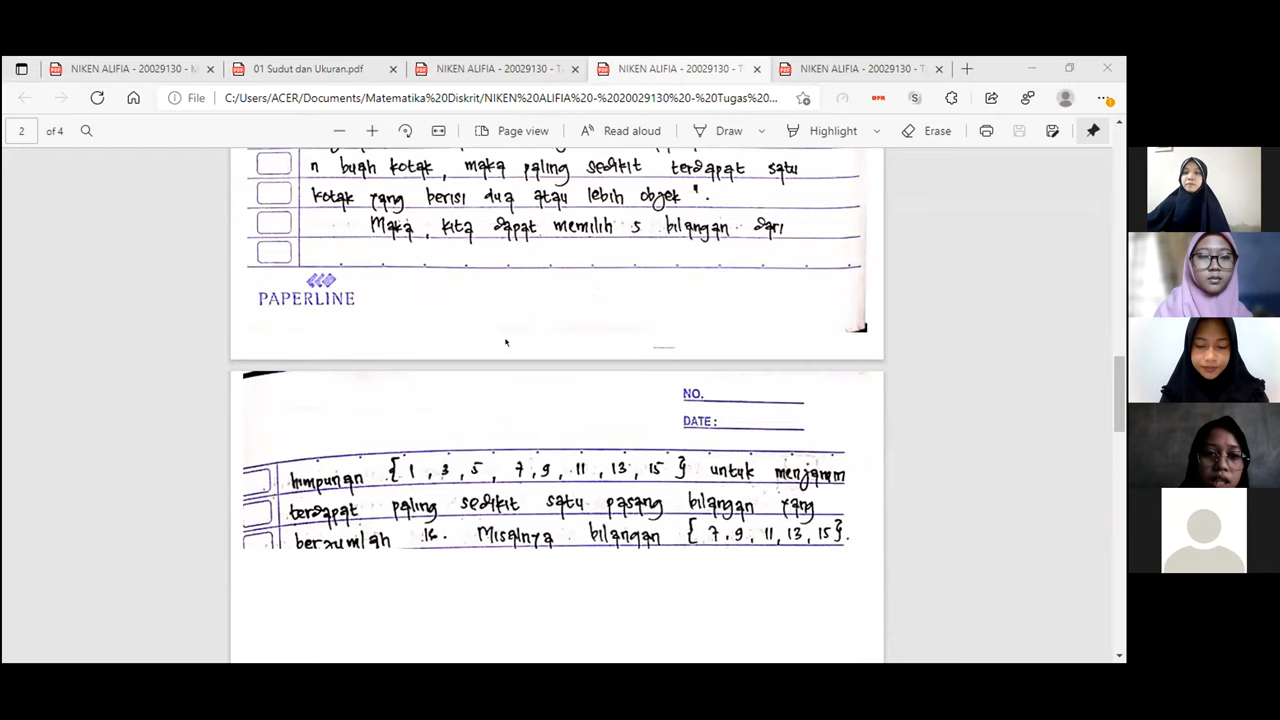 NIKEN ALIFIA - 20029130 - M
01 Sudut dan Ukuran.pdf
NIKEN ALIFIA - 20029130 - T
NIKEN ALIFIA - 20029130 - T
NIKEN ALIFIA - 20029130 - T
File
C:/Users/ACER/Documents/Matematika%20Diskrit/NIKEN%20ALIFIA%20-%2020029130%20-%20Tugas%20...
2 of 4
Page view
Read aloud
Draw
Highlight
Erase
n buah kotak, maka paling sedikit terdapat satu
kotak yang berisi dua atau lebih objek".
Maka, kita dapat memilih 5 bilangan dari
PAPERLINE
NO.
DATE:
himpunan {1, 3, 5, 7, 9, 11, 13, 15} untuk menjamin
terdapat paling sedikit satu pasang bilangan yang
berjumlah 16. Misalnya bilangan {7, 9, 11, 13, 15}.